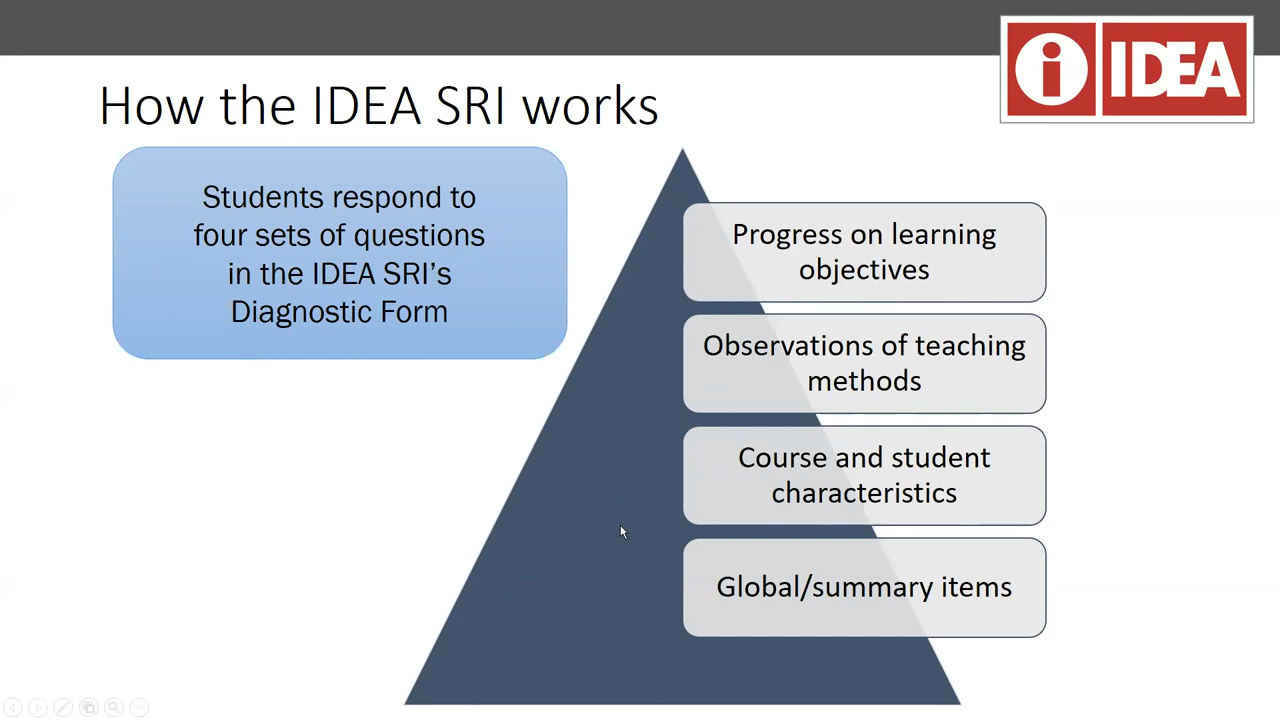 IDEA
How the IDEA SRI works
Students respond to
four sets of questions
in the IDEA SRI’s
Diagnostic Form
Progress on learning
objectives
Observations of teaching
methods
Course and student
characteristics
Global/summary items